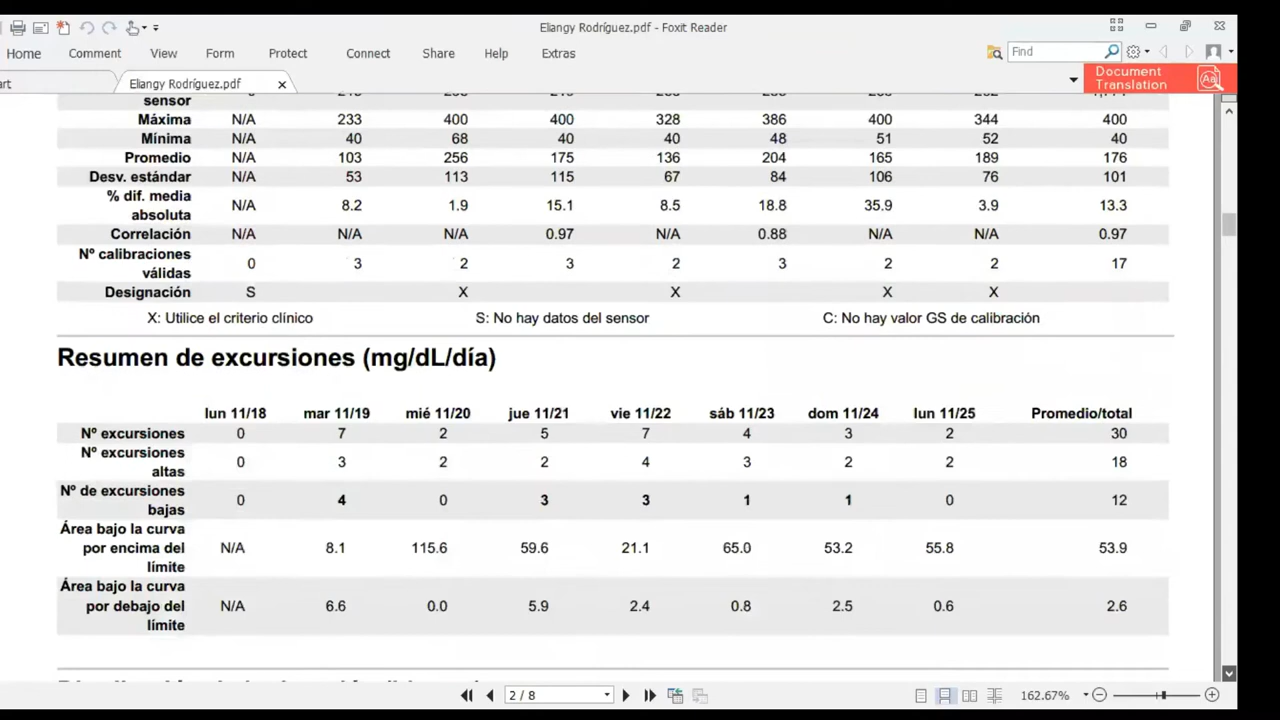 Eliangy Rodríguez.pdf - Foxit Reader
Home Comment View Form Protect Connect Share Help Extras Find
art Eliangy Rodríguez.pdf Document
Translation
sensor
Máxima N/A 233 400 400 328 386 400 344 400
Mínima N/A 40 68 40 40 48 51 52 40
Promedio N/A 103 256 175 136 204 165 189 176
Desv. estándar N/A 53 113 115 67 84 106 76 101
% dif. media
absoluta N/A 8.2 1.9 15.1 8.5 18.8 35.9 3.9 13.3
Correlación N/A N/A N/A 0.97 N/A 0.88 N/A N/A 0.97
Nº calibraciones
válidas 0 3 2 3 2 3 2 2 17
Designación S X X X X
X: Utilice el criterio clínico S: No hay datos del sensor C: No hay valor GS de calibración
Resumen de excursiones (mg/dL/día)
lun 11/18 mar 11/19 mié 11/20 jue 11/21 vie 11/22 sáb 11/23 dom 11/24 lun 11/25 Promedio/total
Nº excursiones 0 7 2 5 7 4 3 2 30
Nº excursiones
altas 0 3 2 2 4 3 2 2 18
Nº de excursiones
bajas 0 4 0 3 3 1 1 0 12
Área bajo la curva
por encima del
límite N/A 8.1 115.6 59.6 21.1 65.0 53.2 55.8 53.9
Área bajo la curva
por debajo del
límite N/A 6.6 0.0 5.9 2.4 0.8 2.5 0.6 2.6
2 / 8 162.67%